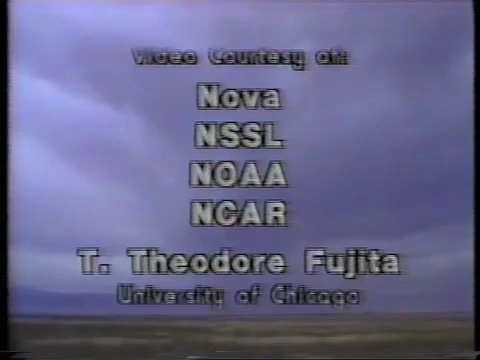 Video Courtesy of:
Nova
NSSL
NOAA
NCAR
T. Theodore Fujita
University of Chicago